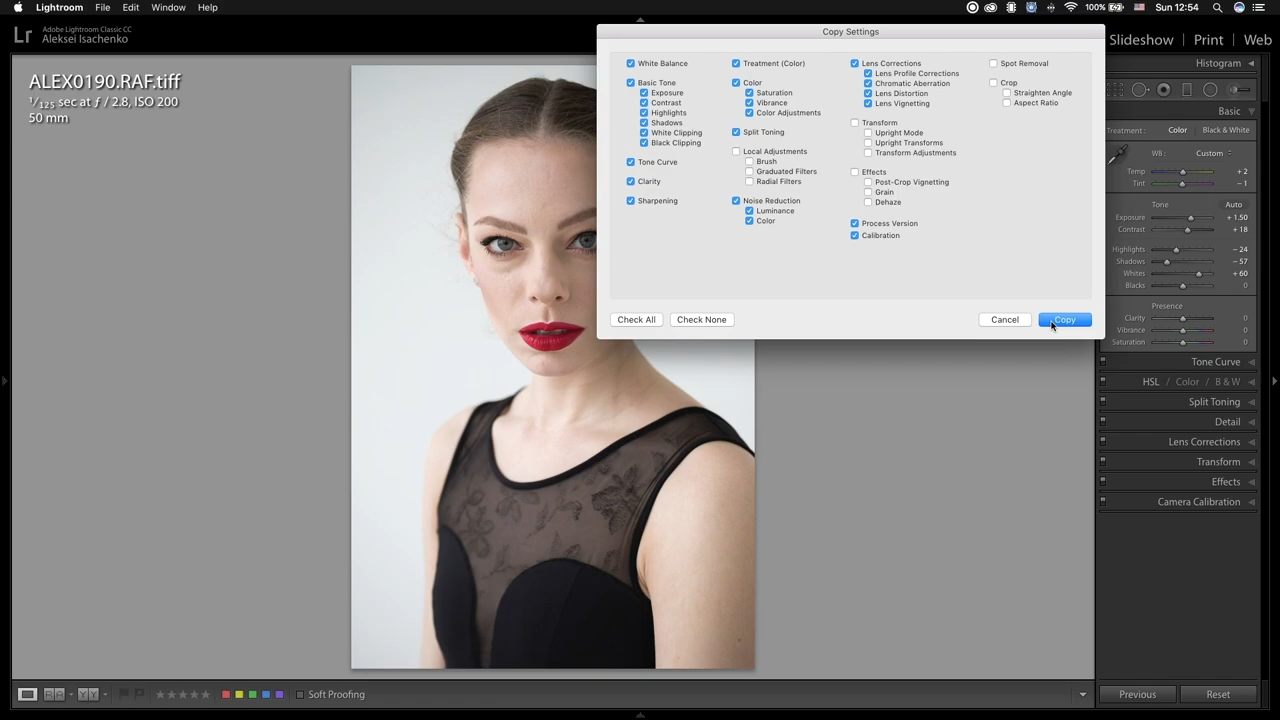 Lightroom File Edit Window Help 100% Sun 12:54
Lr Adobe Lightroom Classic CC
Aleksei Isachenko
Slideshow | Print | Web
ALEX0190.RAF.tiff
1/125 sec at ƒ / 2.8, ISO 200
50 mm
Copy Settings
White Balance
Basic Tone
Exposure
Contrast
Highlights
Shadows
White Clipping
Black Clipping
Tone Curve
Clarity
Sharpening
Treatment (Color)
Color
Saturation
Vibrance
Color Adjustments
Split Toning
Local Adjustments
Brush
Graduated Filters
Radial Filters
Noise Reduction
Luminance
Color
Lens Corrections
Lens Profile Corrections
Chromatic Aberration
Lens Distortion
Lens Vignetting
Transform
Upright Mode
Upright Transforms
Transform Adjustments
Effects
Post-Crop Vignetting
Grain
Dehaze
Process Version
Calibration
Spot Removal
Crop
Straighten Angle
Aspect Ratio
Check All Check None Cancel Copy
Histogram
Basic
Treatment : Color Black & White
WB : Custom
Temp + 2
Tint − 1
Tone Auto
Exposure + 1.50
Contrast + 18
Highlights − 24
Shadows − 57
Whites + 60
Blacks 0
Presence
Clarity 0
Vibrance 0
Saturation 0
Tone Curve
HSL / Color / B & W
Split Toning
Detail
Lens Corrections
Transform
Effects
Camera Calibration
Soft Proofing
Previous Reset